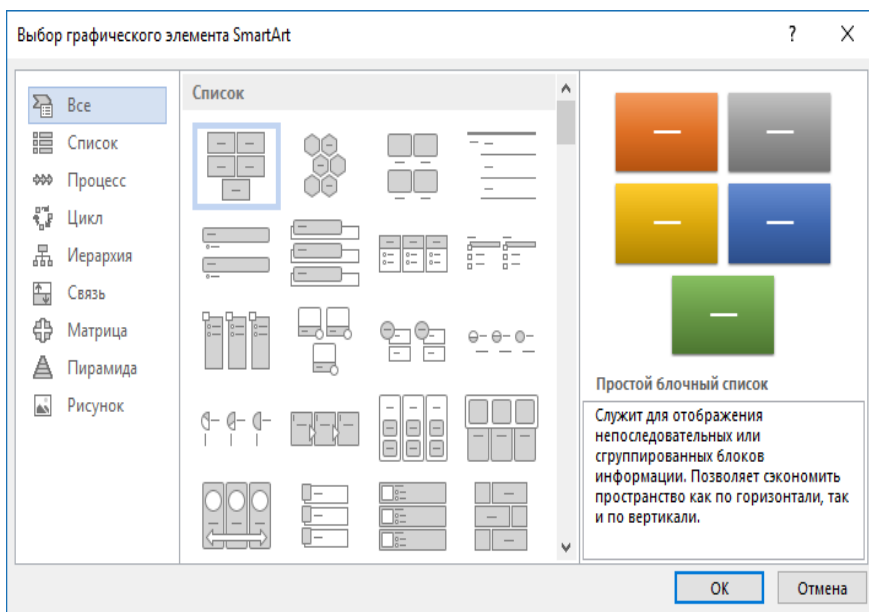 Выбор графического элемента SmartArt
?
Все
Список
Процесс
Цикл
Иерархия
Связь
Матрица
Пирамида
Рисунок
Список
Простой блочный список
Служит для отображения
непоследовательных или
сгруппированных блоков
информации. Позволяет сэкономить
пространство как по горизонтали, так
и по вертикали.
ОК
Отмена